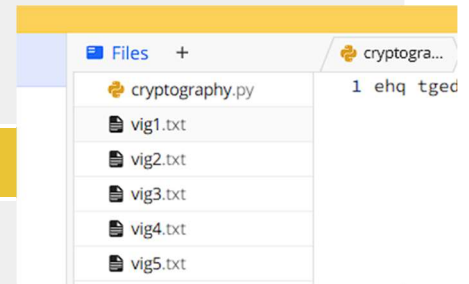 Files +
cryptogra...
cryptography.py
1 ehq tged
vig1.txt
vig2.txt
vig3.txt
vig4.txt
vig5.txt